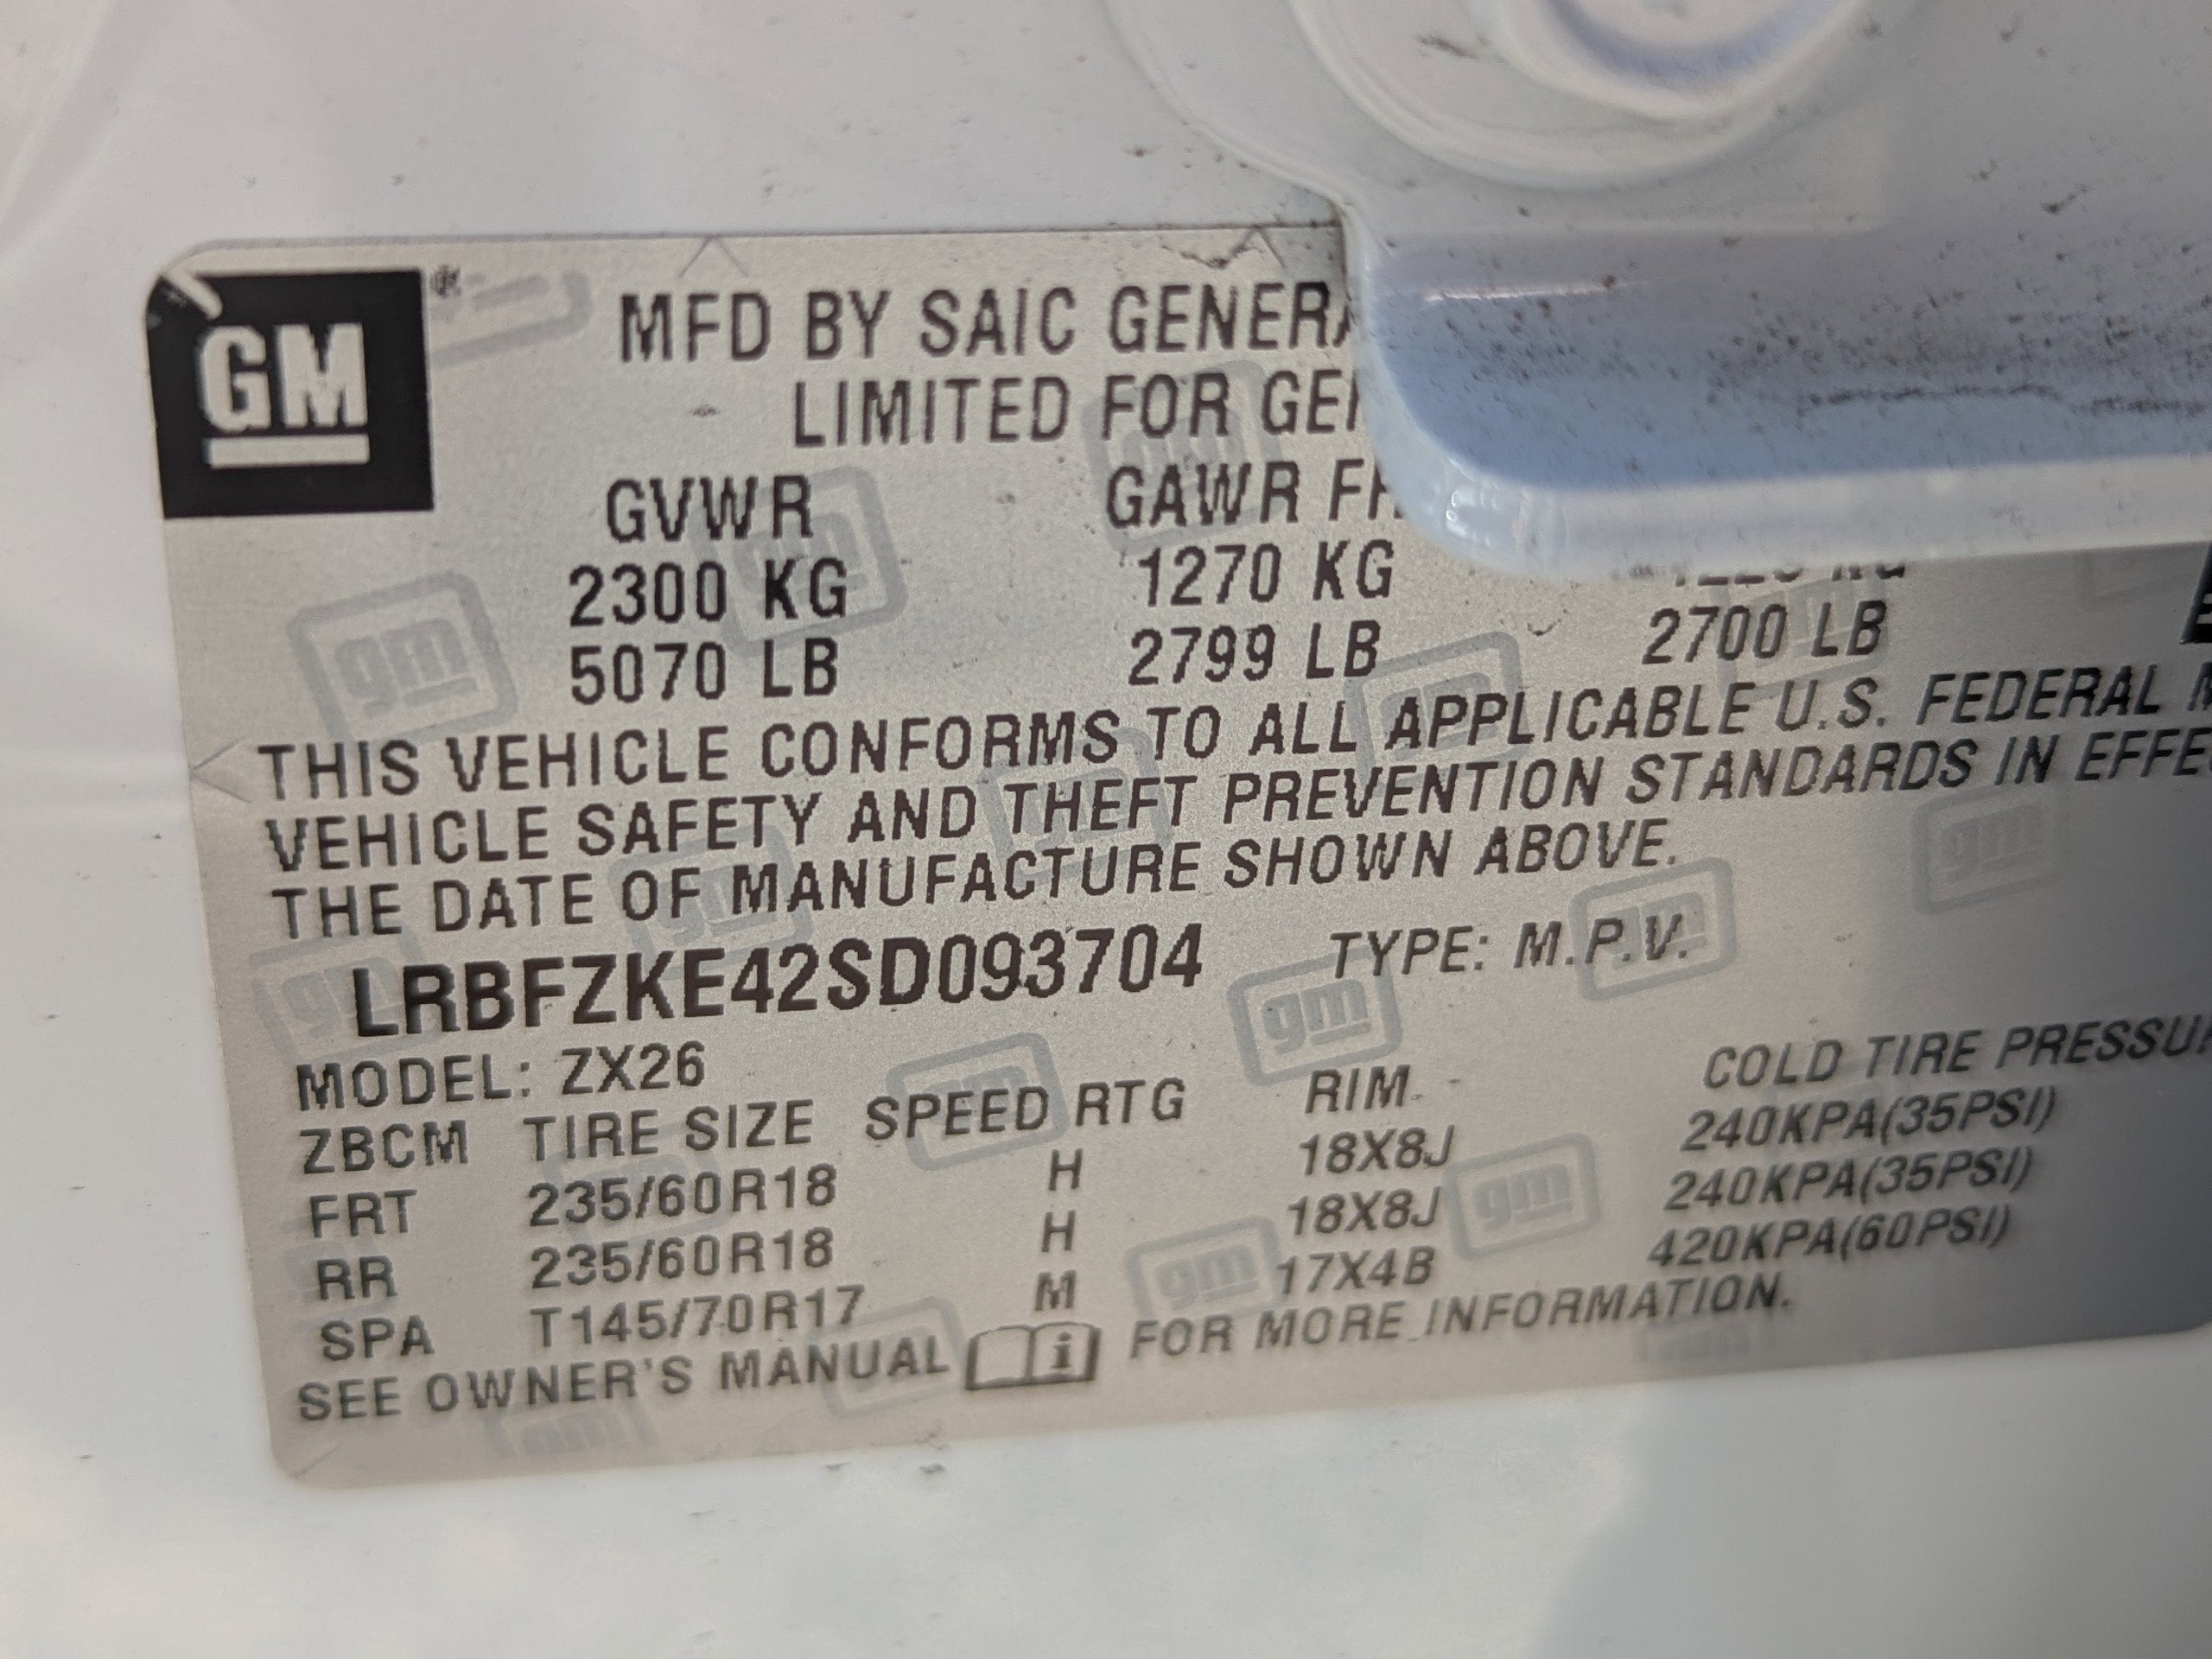 GM
MFD BY SAIC GENERA
LIMITED FOR GE
GVWR GAWR F
2300 KG 1270 KG
5070 LB 2799 LB 2700 LB
THIS VEHICLE CONFORMS TO ALL APPLICABLE U.S. FEDERAL
VEHICLE SAFETY AND THEFT PREVENTION STANDARDS IN EFFE
THE DATE OF MANUFACTURE SHOWN ABOVE.
LRBFZKE42SD093704 TYPE: M.P.V.
MODEL: ZX26
ZBCM TIRE SIZE SPEED RTG RIM COLD TIRE PRESSU
FRT 235/60R18 H 18X8J 240KPA(35PSI)
RR 235/60R18 H 18X8J 240KPA(35PSI)
SPA T145/70R17 M 17X4B 420KPA(60PSI)
SEE OWNER'S MANUAL i FOR MORE INFORMATION.